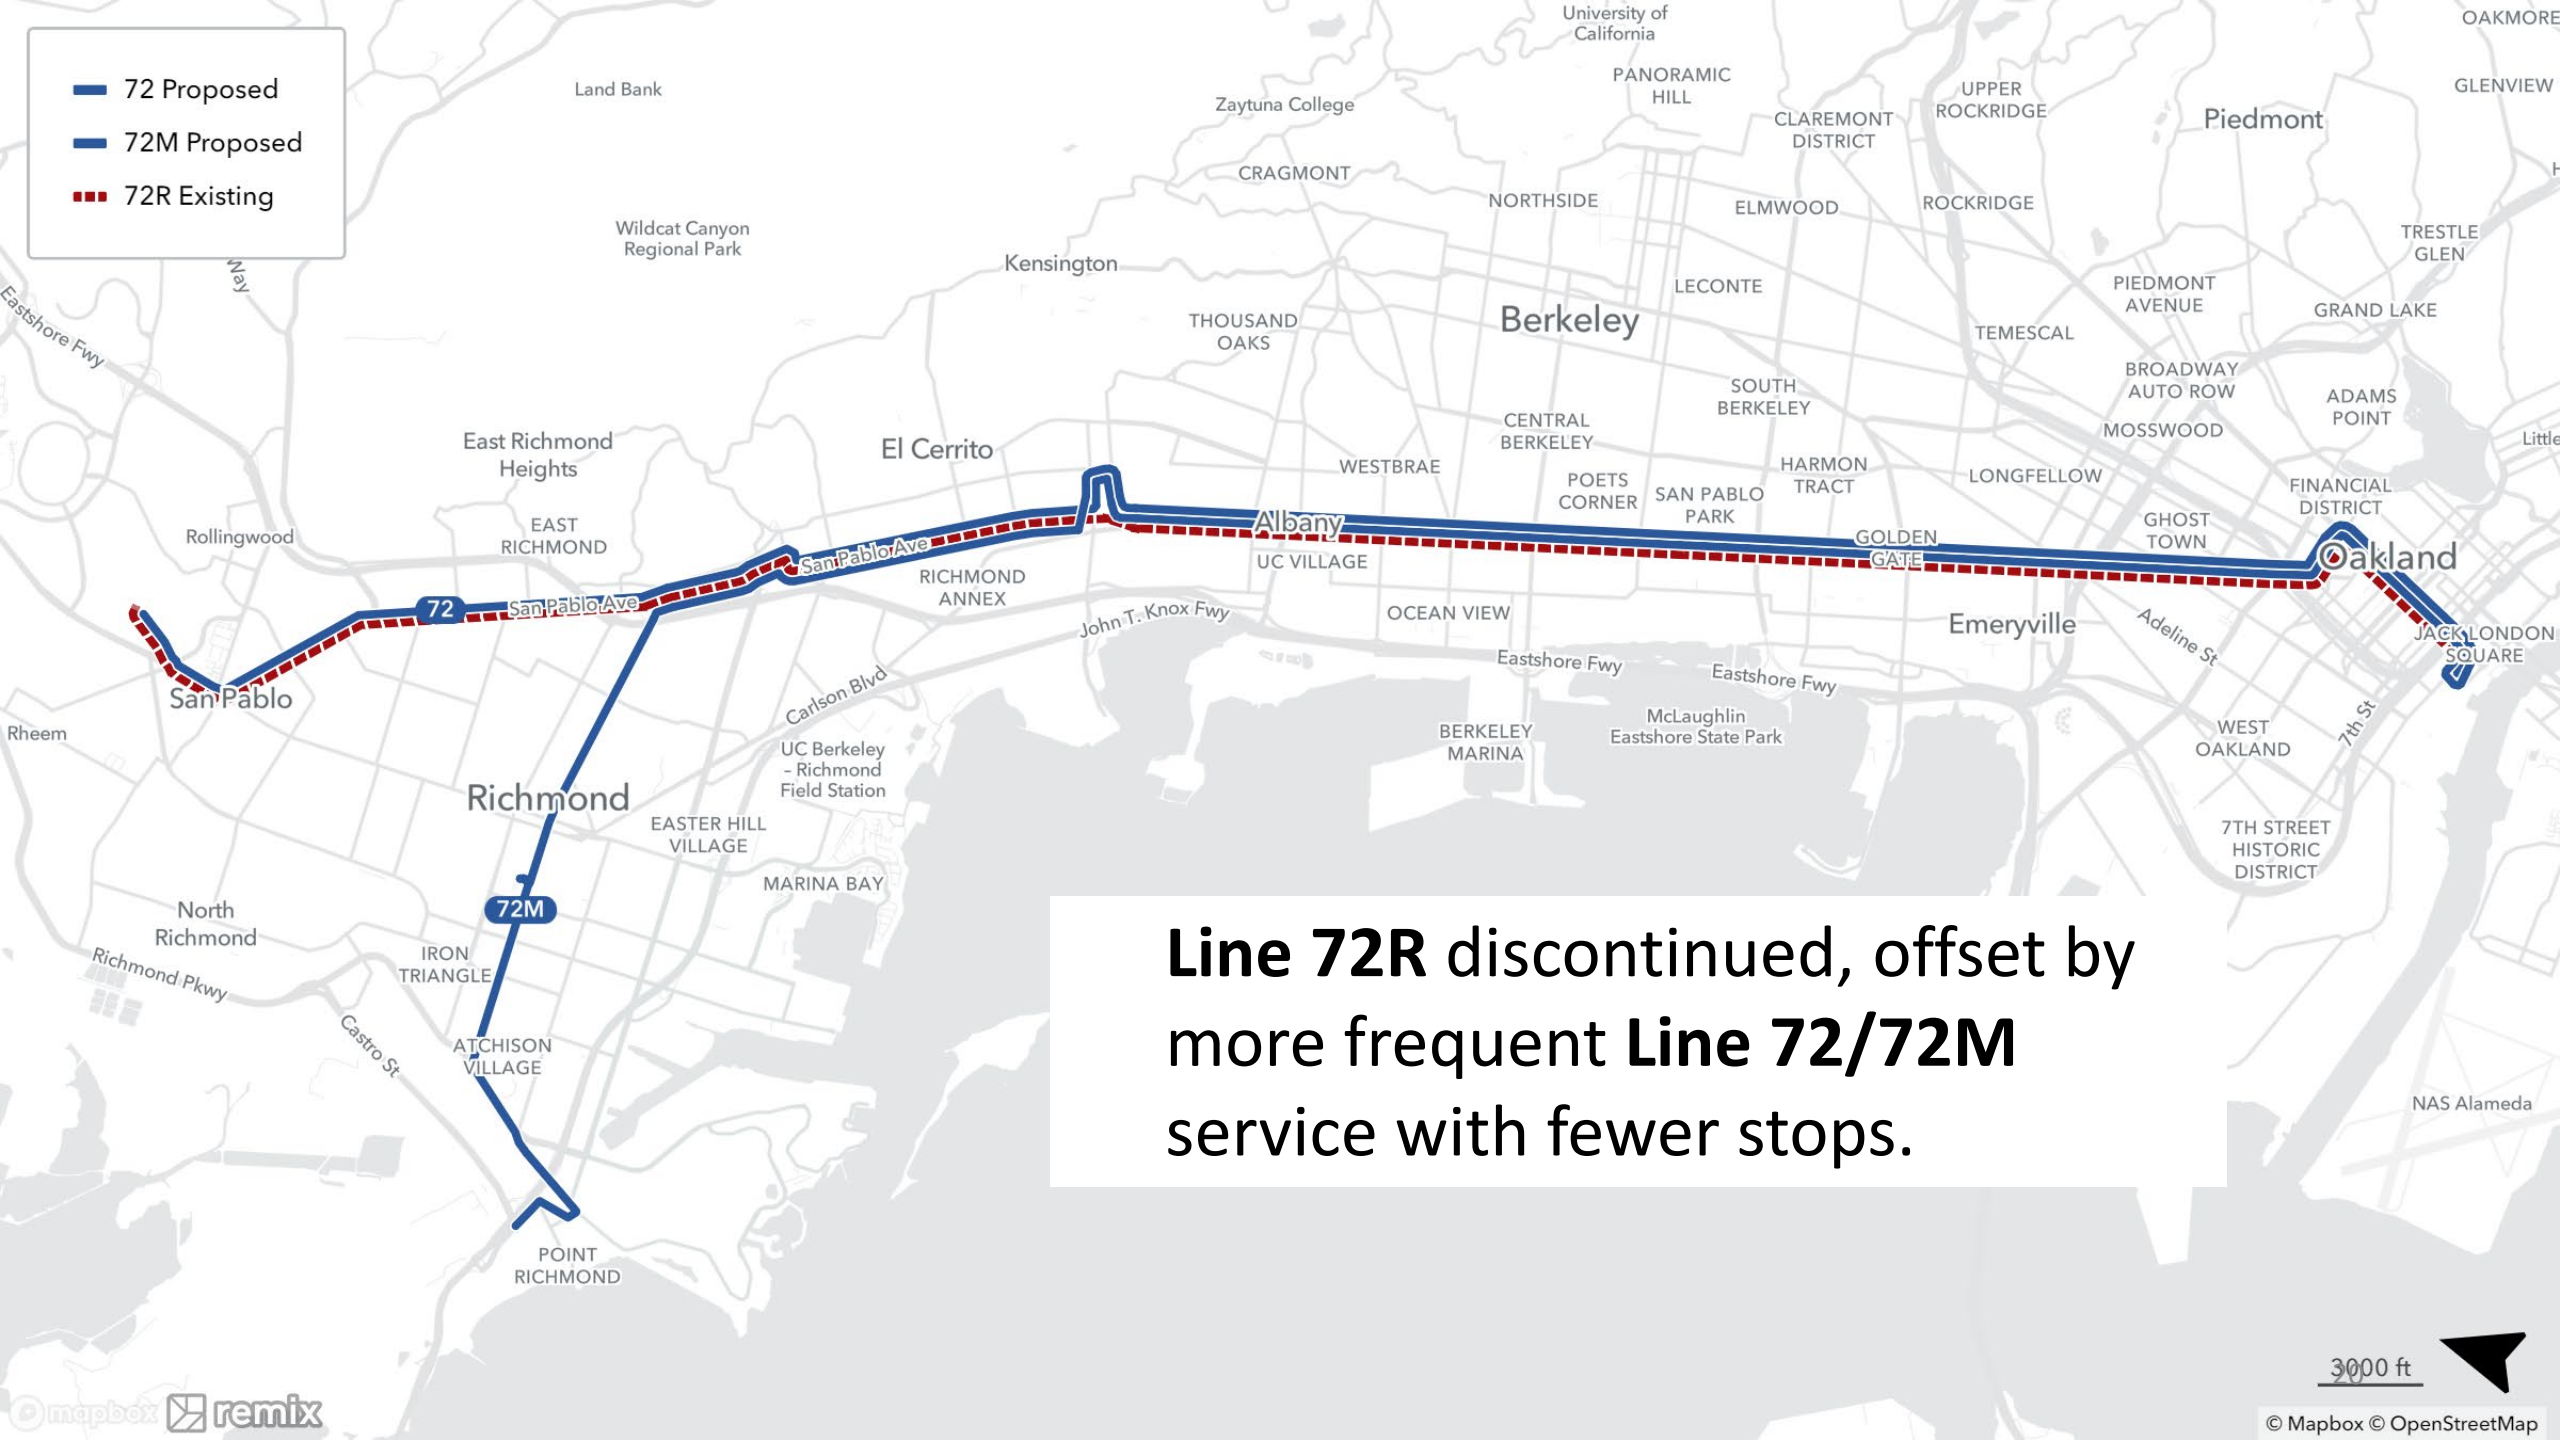 72 Proposed
72M Proposed
72R Existing
University of
California
OAKMORE
Land Bank
PANORAMIC
HILL
UPPER
ROCKRIDGE
GLENVIEW
Zaytuna College
CLAREMONT
DISTRICT
Piedmont
CRAGMONT
NORTHSIDE
ELMWOOD
ROCKRIDGE
Wildcat Canyon
Regional Park
TRESTLE
GLEN
Way
Eastshore Fwy
Kensington
LECONTE
PIEDMONT
AVENUE
GRAND LAKE
THOUSAND
OAKS
Berkeley
TEMESCAL
BROADWAY
AUTO ROW
SOUTH
BERKELEY
ADAMS
POINT
CENTRAL
BERKELEY
MOSSWOOD
Little
East Richmond
Heights
El Cerrito
WESTBRAE
HARMON
TRACT
LONGFELLOW
POETS
CORNER
SAN PABLO
PARK
FINANCIAL
DISTRICT
Rollingwood
EAST
RICHMOND
Albany
GOLDEN
GATE
GHOST
TOWN
Oakland
San Pablo Ave
UC VILLAGE
RICHMOND
ANNEX
72
San Pablo Ave
John T. Knox Fwy
OCEAN VIEW
Emeryville
Adeline St
JACK LONDON
SQUARE
San Pablo
Carlson Blvd
Eastshore Fwy
Eastshore Fwy
Rheem
UC Berkeley
– Richmond
Field Station
BERKELEY
MARINA
McLaughlin
Eastshore State Park
WEST
OAKLAND
7th St
Richmond
EASTER HILL
VILLAGE
7TH STREET
HISTORIC
DISTRICT
MARINA BAY
72M
North
Richmond
IRON
TRIANGLE
Richmond Pkwy
Castro St
ATCHISON
VILLAGE
Line 72R discontinued, offset by
more frequent Line 72/72M
service with fewer stops.
NAS Alameda
POINT
RICHMOND
3000 ft
20
mapbox remix
© Mapbox © OpenStreetMap